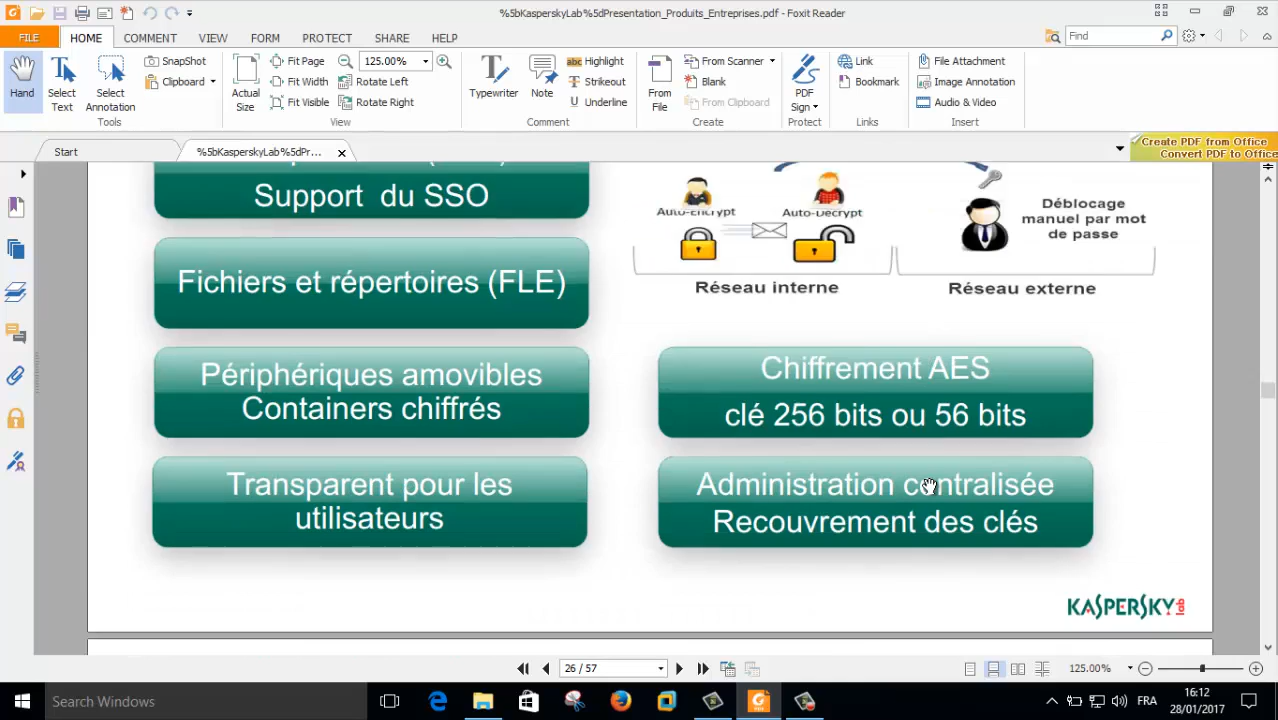 %5bKasperskyLab%5dPresentation_Produits_Entreprises.pdf - Foxit Reader
FILE
HOME
COMMENT
VIEW
FORM
PROTECT
SHARE
HELP
Find
Hand
Select
Text
Select
Annotation
SnapShot
Clipboard
Tools
Actual
Size
Fit Page
Fit Width
Fit Visible
125.00%
Rotate Left
Rotate Right
View
Typewriter
Note
Highlight
Strikeout
Underline
Comment
From
File
From Scanner
Blank
From Clipboard
Create
PDF
Sign
Protect
Link
Bookmark
Links
File Attachment
Image Annotation
Audio & Video
Insert
Start
%5bKasperskyLab%5dPr...
Create PDF from Office
Convert PDF to Office
Support du SSO
Fichiers et répertoires (FLE)
Périphériques amovibles
Containers chiffrés
Transparent pour les
utilisateurs
Auto-Encrypt
Auto-Decrypt
Déblocage
manuel par mot
de passe
Réseau interne
Réseau externe
Chiffrement AES
clé 256 bits ou 56 bits
Administration centralisée
Recouvrement des clés
KASPERSKY lab
26 / 57
125.00%
Search Windows
FRA
16:12
28/01/2017